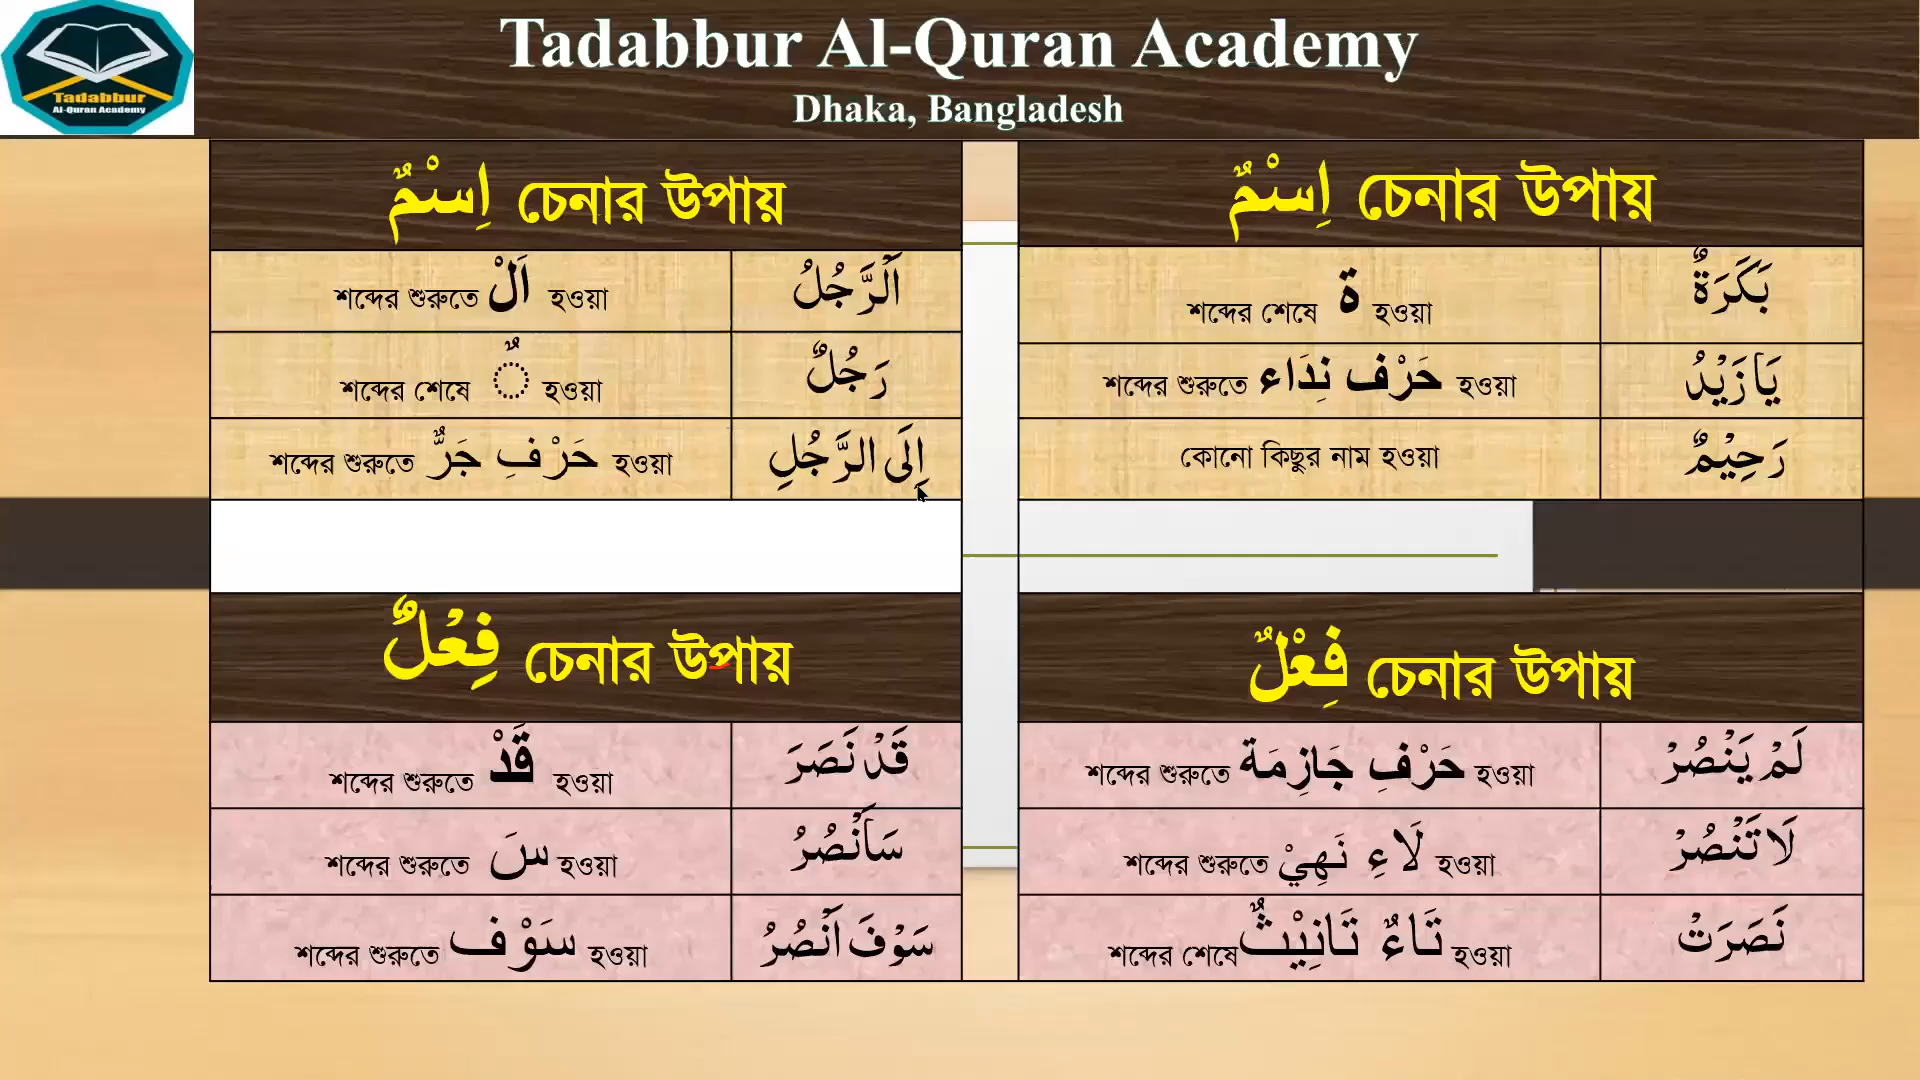 Tadabbur
Al-Quran Academy
Tadabbur Al-Quran Academy
Dhaka, Bangladesh
اِسْمٌ চেনার উপায়
শব্দের শুরুতে اَلْ হওয়া
اَلرَّجُلُ
শব্দের শেষে ٌ হওয়া
رَجُلٌ
শব্দের শুরুতে حَرْفِ جَرٌّ হওয়া
إِلَى الرَّجُلِ
اِسْمٌ চেনার উপায়
শব্দের শেষে ة হওয়া
بَكَرَةٌ
শব্দের শুরুতে حَرْف نِدَاء হওয়া
يَا زَيْدُ
কোনো কিছুর নাম হওয়া
رَحِيْمٌ
فِعْلٌ চেনার উপায়
শব্দের শুরুতে قَدْ হওয়া
قَدْ نَصَرَ
শব্দের শুরুতে سَ হওয়া
سَاَنْصُرُ
শব্দের শুরুতে سَوْف হওয়া
سَوْفَ اَنْصُرُ
فِعْلٌ চেনার উপায়
শব্দের শুরুতে حَرْفِ جَازِمَة হওয়া
لَمْ يَنْصُرْ
শব্দের শুরুতে لَاءِ نَهِيْ হওয়া
لَا تَنْصُرْ
শব্দের শেষে تَاءٌ تَانِيْثٌ হওয়া
نَصَرَتْ